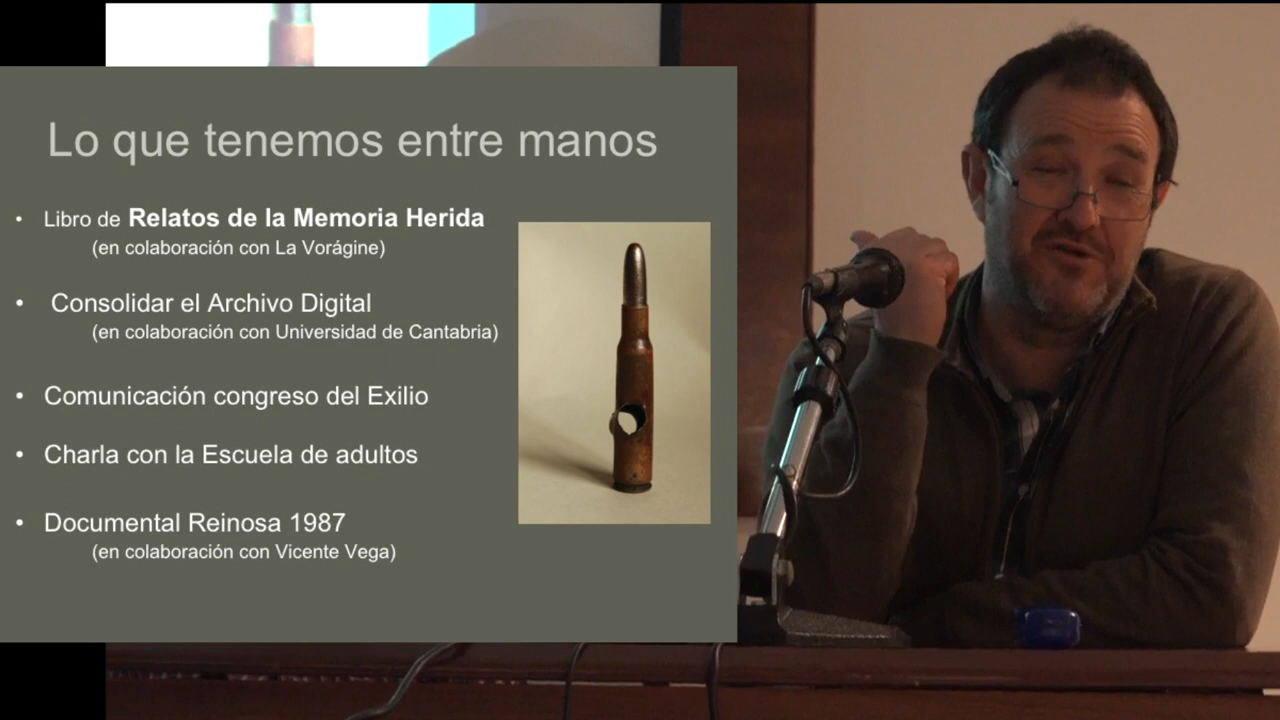 Lo que tenemos entre manos
• Libro de Relatos de la Memoria Herida
(en colaboración con La Vorágine)
• Consolidar el Archivo Digital
(en colaboración con Universidad de Cantabria)
• Comunicación congreso del Exilio
• Charla con la Escuela de adultos
• Documental Reinosa 1987
(en colaboración con Vicente Vega)